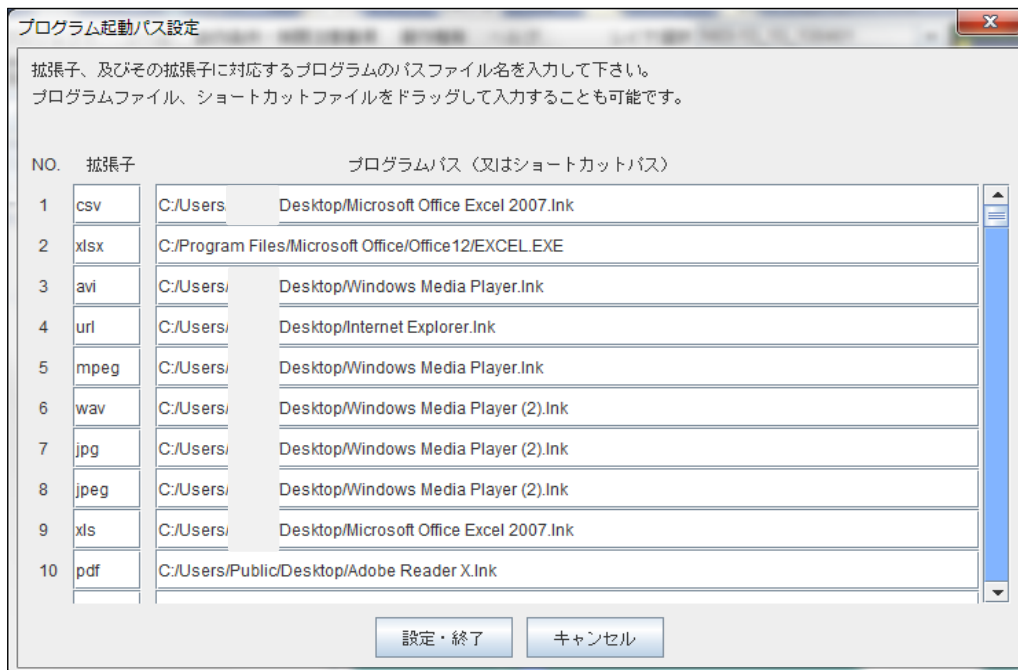 プログラム起動パス設定
拡張子、及びその拡張子に対応するプログラムのパスファイル名を入力して下さい。
プログラムファイル、ショートカットファイルをドラッグして入力することも可能です。
NO. 拡張子 プログラムパス（又はショートカットパス）
1 csv C:/Users/ Desktop/Microsoft Office Excel 2007.lnk
2 xlsx C:/Program Files/Microsoft Office/Office12/EXCEL.EXE
3 avi C:/Users/ Desktop/Windows Media Player.lnk
4 url C:/Users/ Desktop/Internet Explorer.lnk
5 mpeg C:/Users/ Desktop/Windows Media Player.lnk
6 wav C:/Users/ Desktop/Windows Media Player (2).lnk
7 jpg C:/Users/ Desktop/Windows Media Player (2).lnk
8 jpeg C:/Users/ Desktop/Windows Media Player (2).lnk
9 xls C:/Users/ Desktop/Microsoft Office Excel 2007.lnk
10 pdf C:/Users/Public/Desktop/Adobe Reader X.lnk
設定・終了 キャンセル